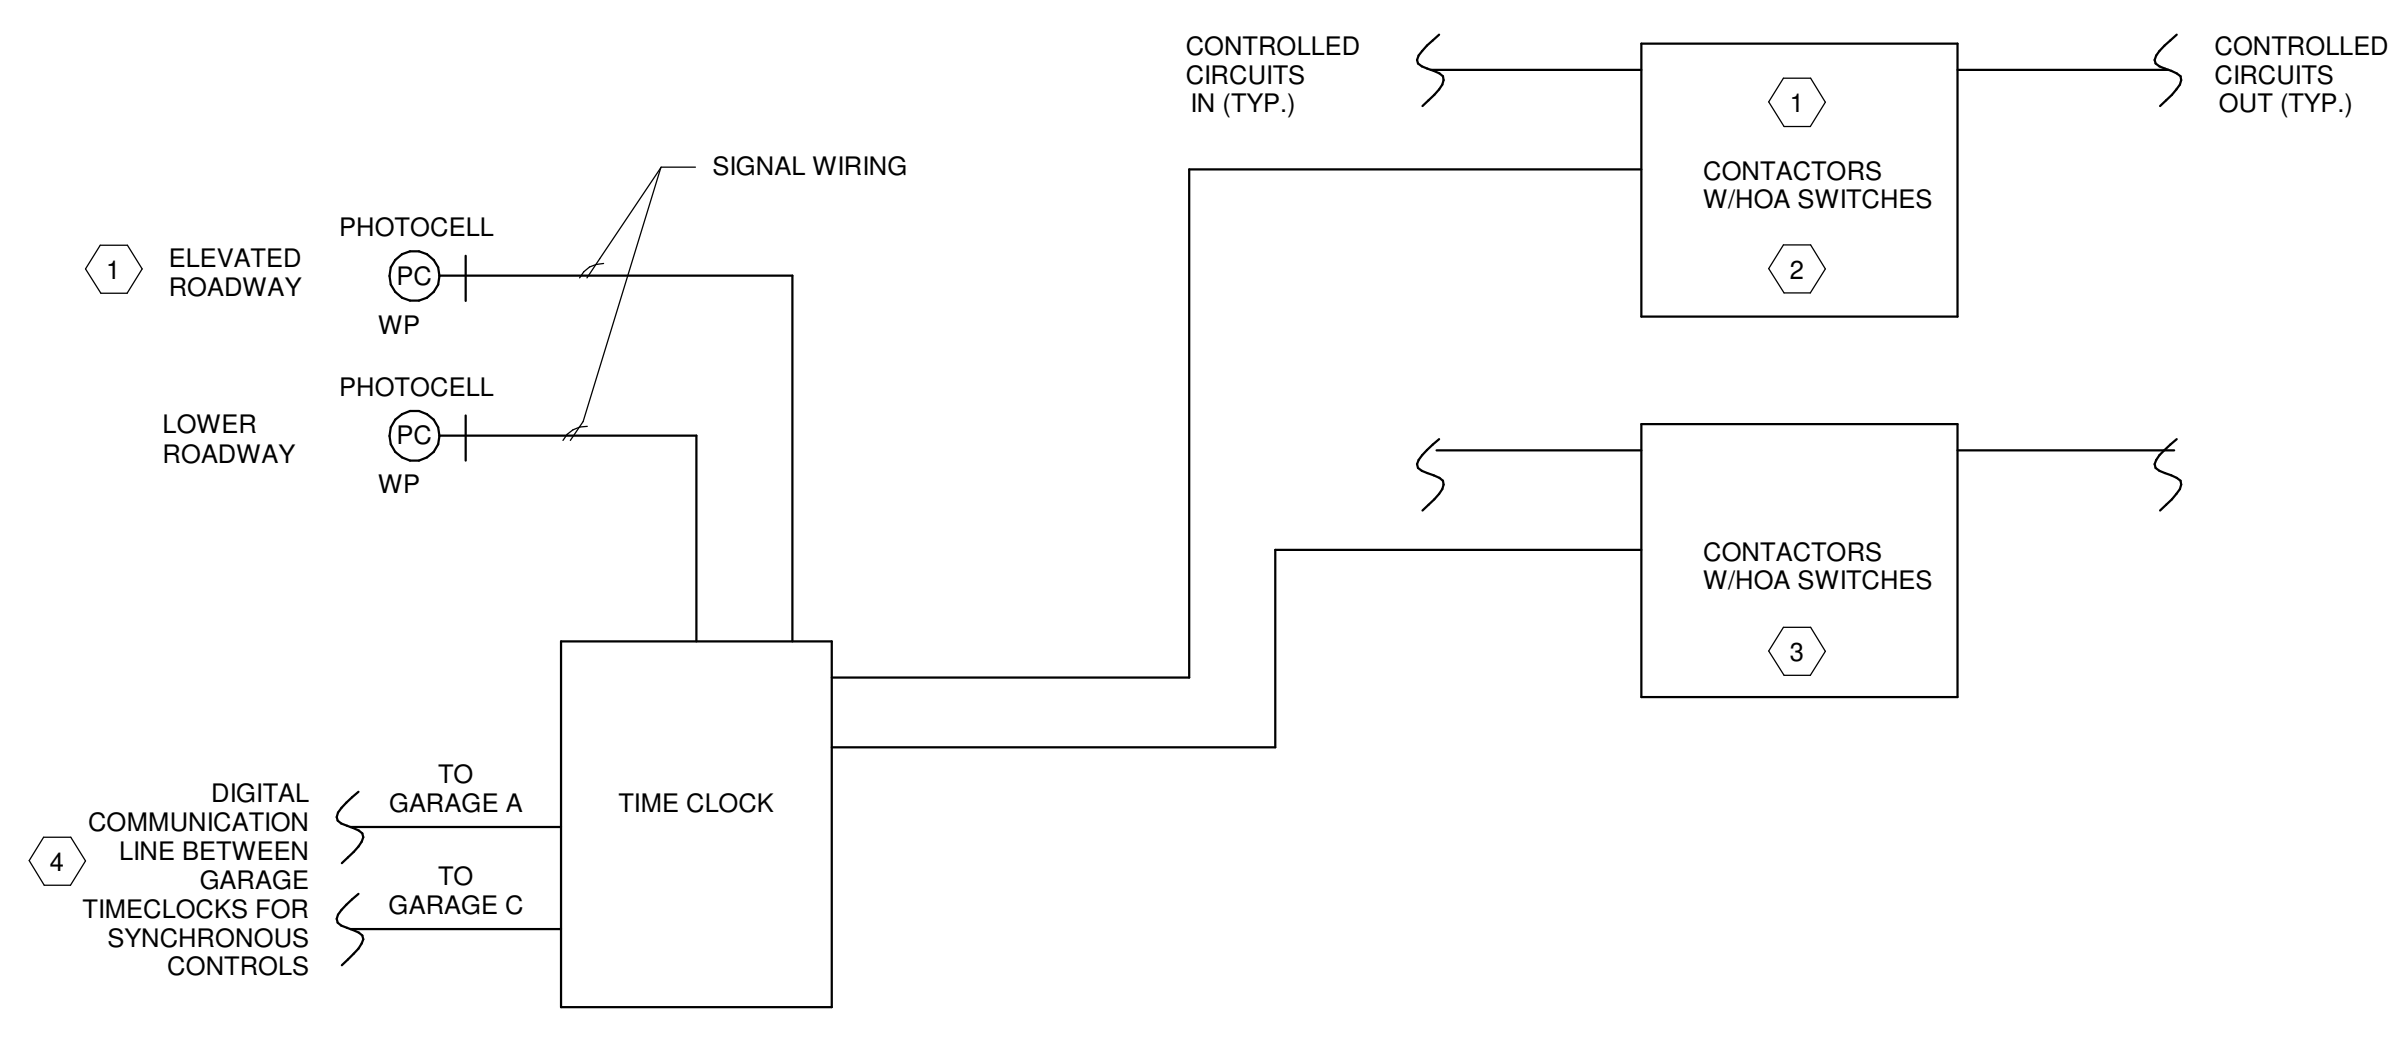 CONTROLLED
CIRCUITS
IN (TYP.)
CONTROLLED
CIRCUITS
OUT (TYP.)
1
CONTACTORS
W/HOA SWITCHES
2
SIGNAL WIRING
PHOTOCELL
1
ELEVATED
ROADWAY
PC
WP
PHOTOCELL
LOWER
ROADWAY
PC
WP
CONTACTORS
W/HOA SWITCHES
3
TO
GARAGE A
TIME CLOCK
DIGITAL
COMMUNICATION
LINE BETWEEN
GARAGE
TIMECLOCKS FOR
SYNCHRONOUS
CONTROLS
4
TO
GARAGE C